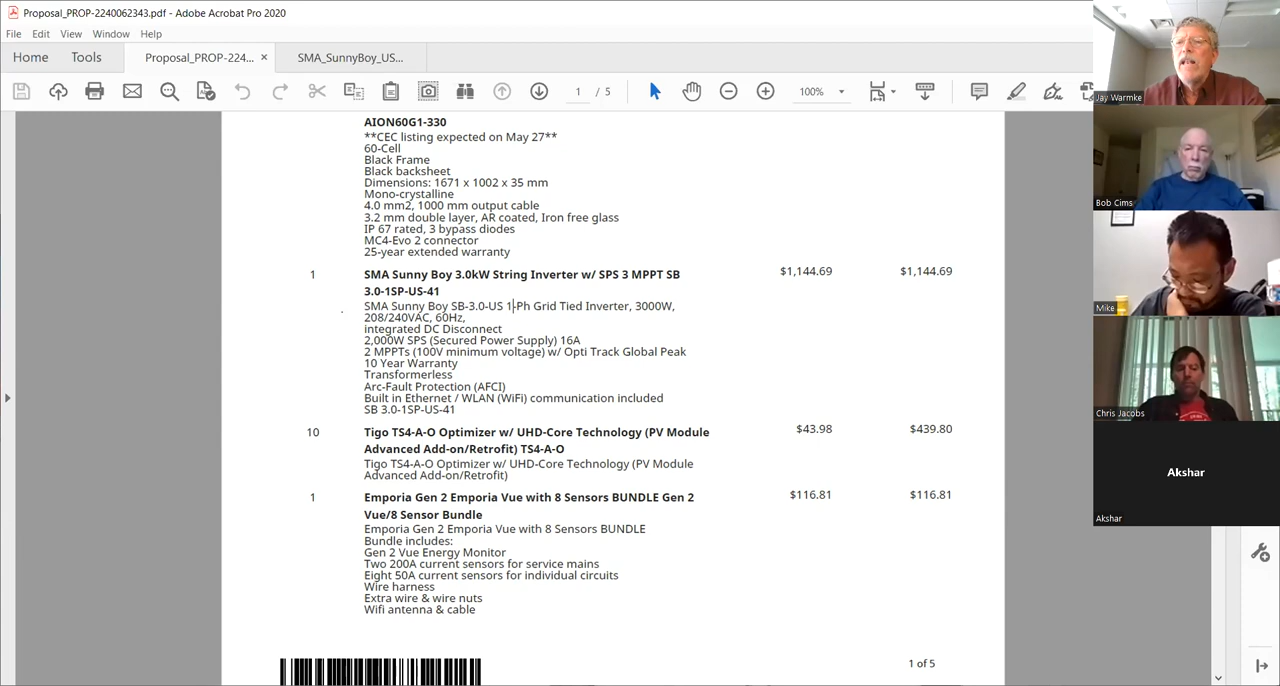 Proposal_PROP-2240062343.pdf - Adobe Acrobat Pro 2020
File Edit View Window Help
Home Tools Proposal_PROP-224... × SMA_SunnyBoy_US...
1 / 5 100%
AION60G1-330
**CEC listing expected on May 27**
60-Cell
Black Frame
Black backsheet
Dimensions: 1671 x 1002 x 35 mm
Mono-crystalline
4.0 mm2, 1000 mm output cable
3.2 mm double layer, AR coated, Iron free glass
IP 67 rated, 3 bypass diodes
MC4-Evo 2 connector
25-year extended warranty
1 SMA Sunny Boy 3.0kW String Inverter w/ SPS 3 MPPT SB $1,144.69 $1,144.69
3.0-1SP-US-41
SMA Sunny Boy SB-3.0-US 1-Ph Grid Tied Inverter, 3000W,
208/240VAC, 60Hz,
integrated DC Disconnect
2,000W SPS (Secured Power Supply) 16A
2 MPPTs (100V minimum voltage) w/ Opti Track Global Peak
10 Year Warranty
Transformerless
Arc-Fault Protection (AFCI)
Built in Ethernet / WLAN (WiFi) communication included
SB 3.0-1SP-US-41
10 Tigo TS4-A-O Optimizer w/ UHD-Core Technology (PV Module $43.98 $439.80
Advanced Add-on/Retrofit) TS4-A-O
Tigo TS4-A-O Optimizer w/ UHD-Core Technology (PV Module
Advanced Add-on/Retrofit)
1 Emporia Gen 2 Emporia Vue with 8 Sensors BUNDLE Gen 2 $116.81 $116.81
Vue/8 Sensor Bundle
Emporia Gen 2 Emporia Vue with 8 Sensors BUNDLE
Bundle includes:
Gen 2 Vue Energy Monitor
Two 200A current sensors for service mains
Eight 50A current sensors for individual circuits
Wire harness
Extra wire & wire nuts
Wifi antenna & cable
1 of 5
Jay Warmke
Bob Cims
Mike
Chris Jacobs
Akshar
Akshar